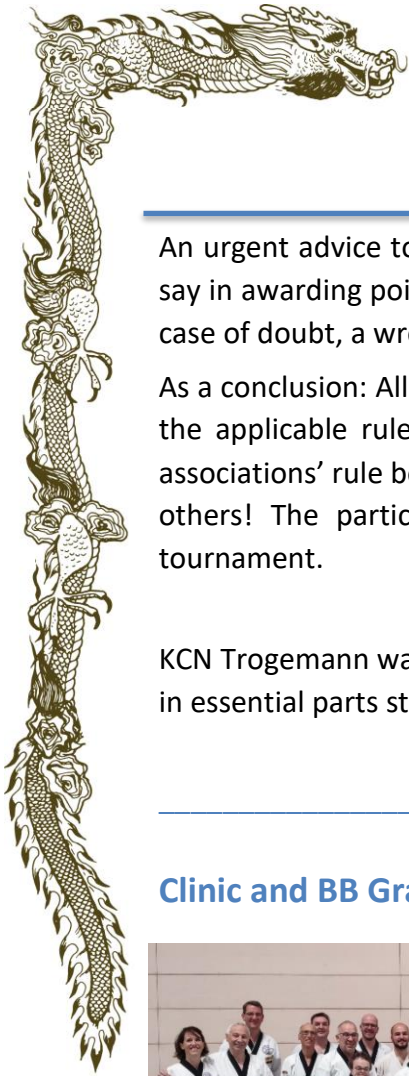 An urgent advice to
say in awarding poi
case of doubt, a wr
As a conclusion: All
the applicable rule
associations’ rule b
others! The partic
tournament.
KCN Trogemann wa
in essential parts st
Clinic and BB Gra